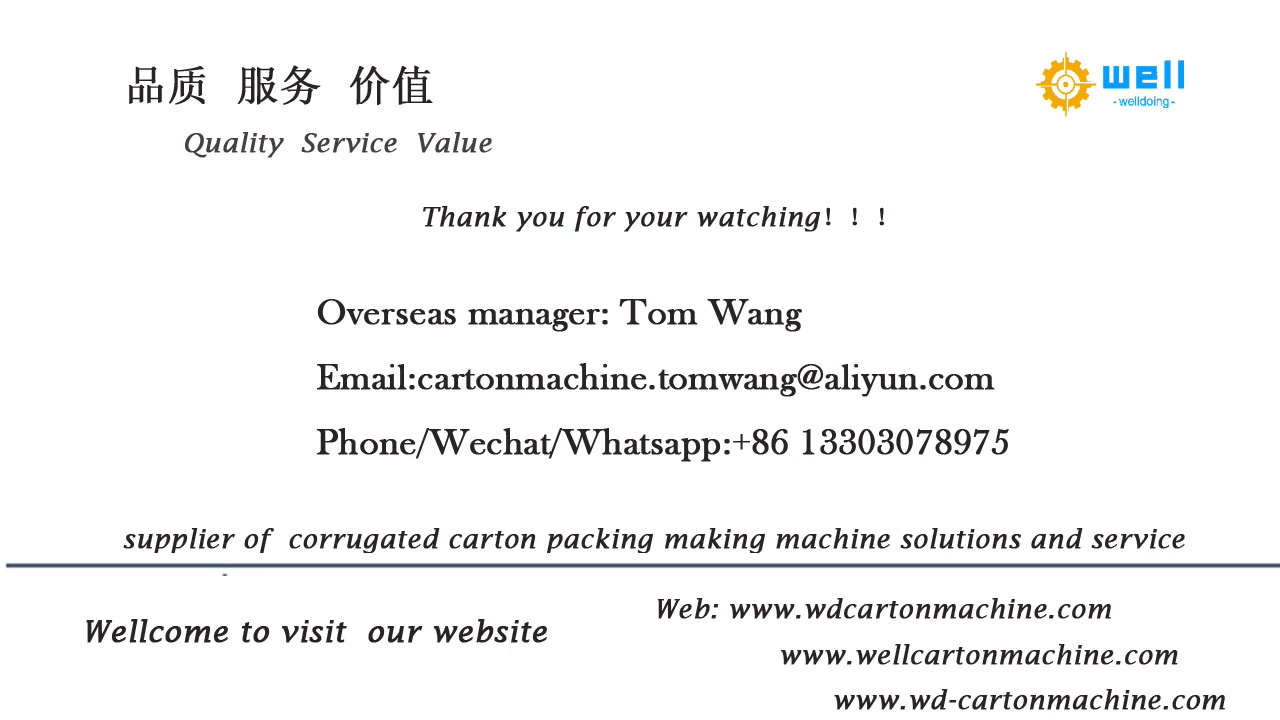 品质 服务 价值
well
-welldoing-
Quality Service Value
Thank you for your watching！！！
Overseas manager: Tom Wang
Email:cartonmachine.tomwang@aliyun.com
Phone/Wechat/Whatsapp:+86 13303078975
supplier of corrugated carton packing making machine solutions and service
Wellcome to visit our website
Web: www.wdcartonmachine.com
www.wellcartonmachine.com
www.wd-cartonmachine.com